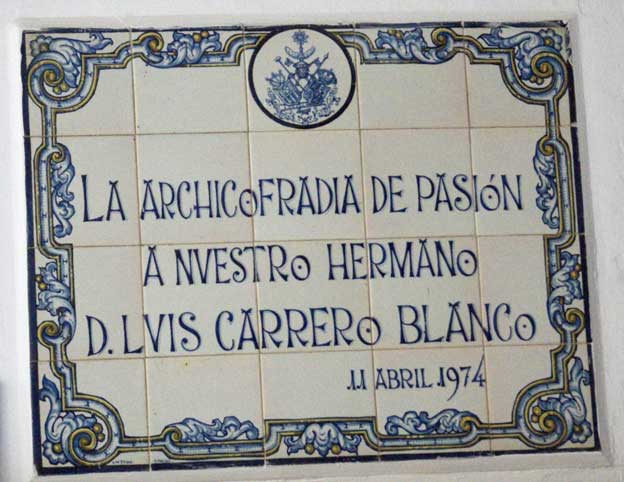 LA ARCHICOFRADIA DE PASIÓN
A NVESTRO HERMANO
D. LVIS CARRERO BLANCO
11 ABRIL.1974